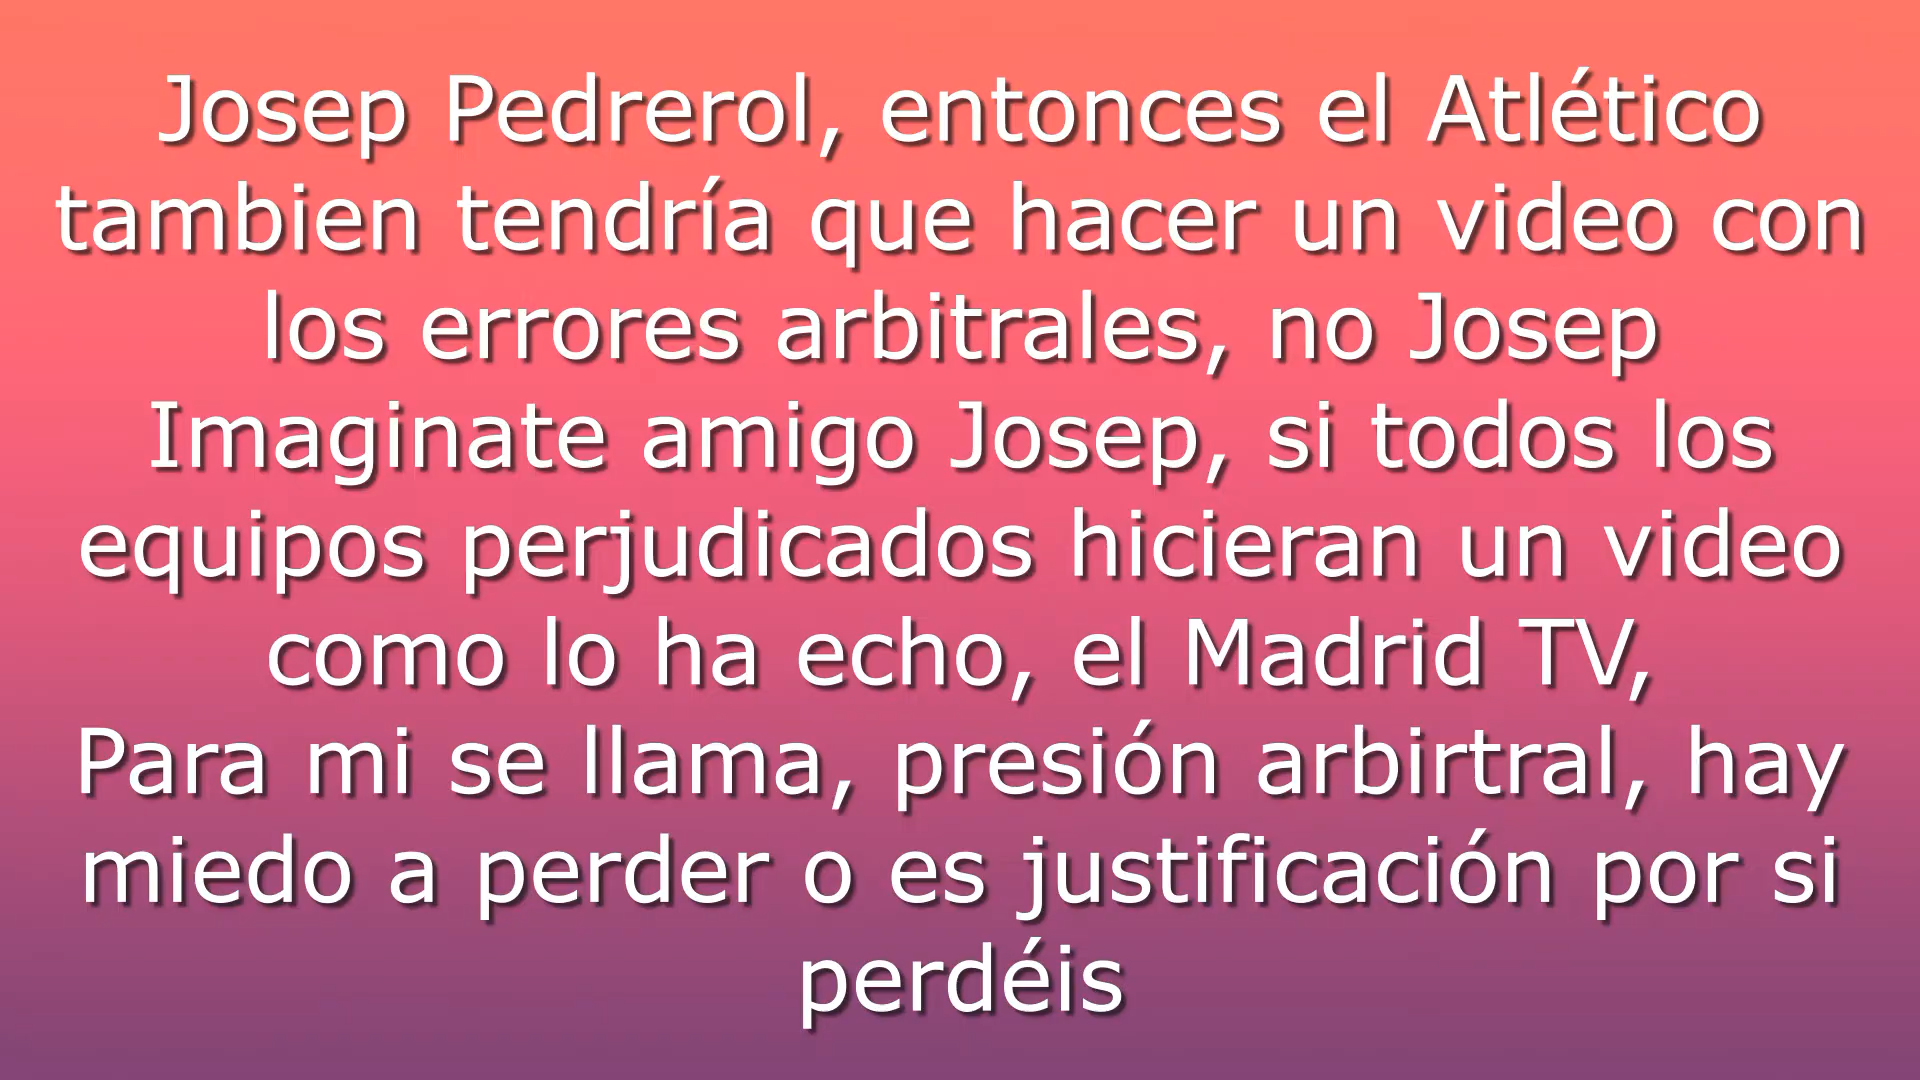 Josep Pedrerol, entonces el Atlético
tambien tendría que hacer un video con
los errores arbitrales, no Josep
Imaginate amigo Josep, si todos los
equipos perjudicados hicieran un video
como lo ha echo, el Madrid TV,
Para mi se llama, presión arbirtral, hay
miedo a perder o es justificación por si
perdéis